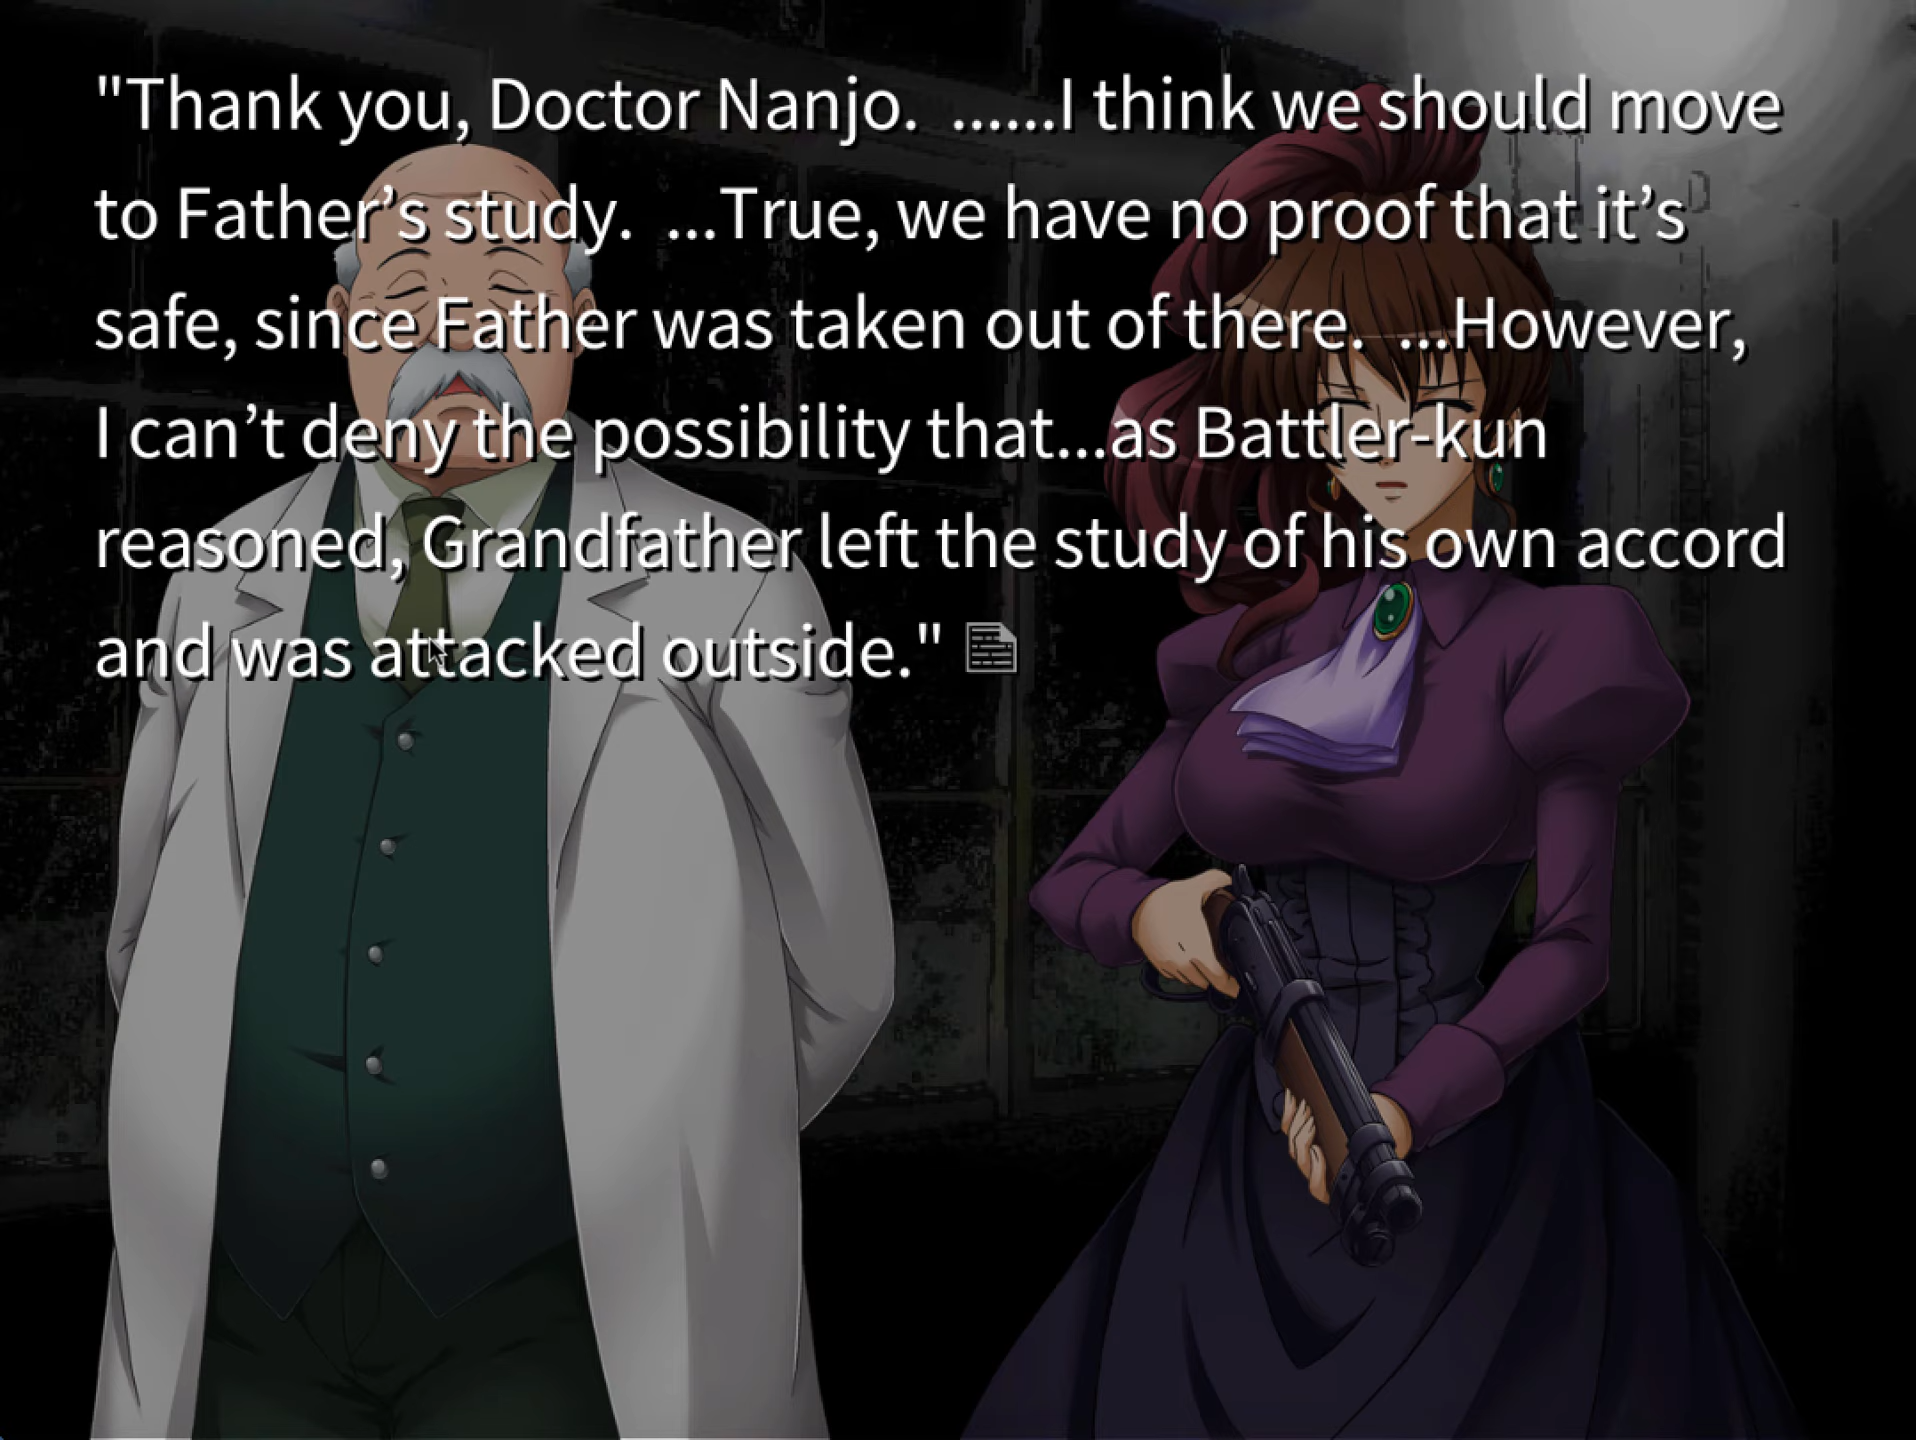 "Thank you, Doctor Nanjo.  ......I think we should move
to Father’s study.  ...True, we have no proof that it’s
safe, since Father was taken out of there.  ...However,
I can’t deny the possibility that...as Battler-kun
reasoned, Grandfather left the study of his own accord
and was attacked outside."